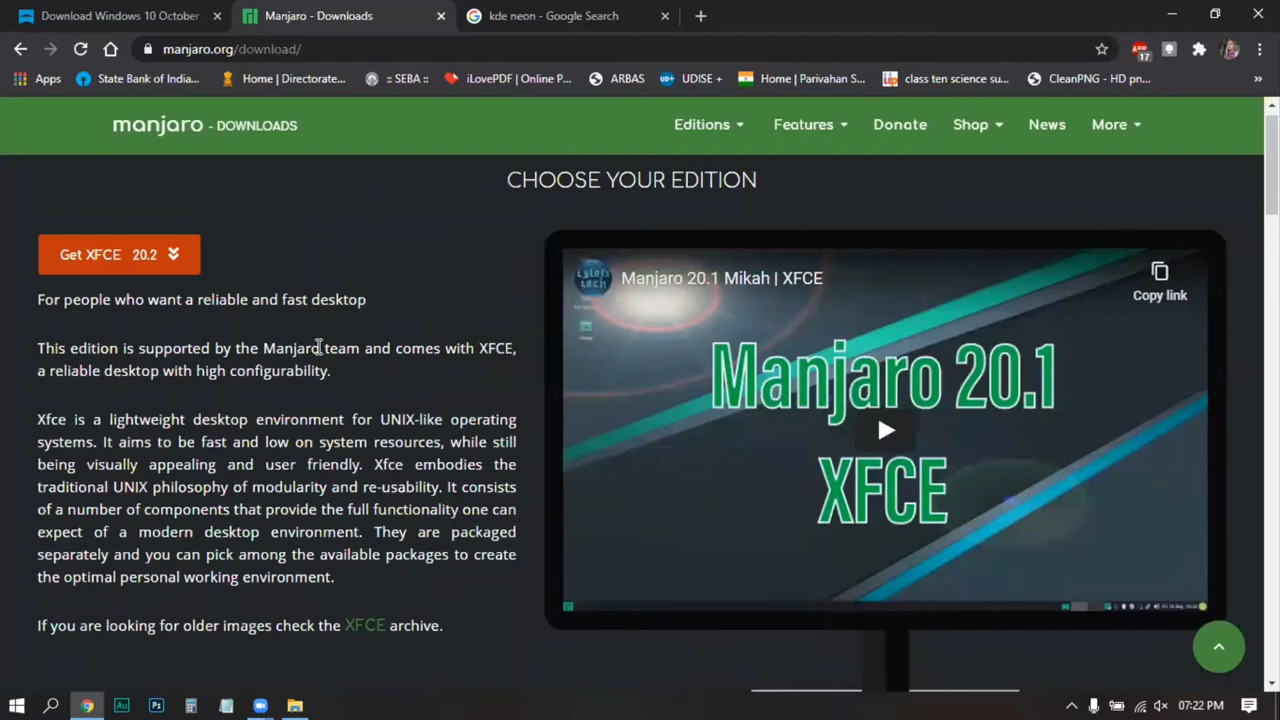 Download Windows 10 October
Manjaro - Downloads
kde neon - Google Search
manjaro.org/download/
17
Apps
State Bank of India...
Home | Directorate...
:: SEBA ::
iLovePDF | Online P...
ARBAS
UDISE +
Home | Parivahan S...
class ten science su...
CleanPNG - HD pn...
manjaro - DOWNLOADS
Editions
Features
Donate
Shop
News
More
CHOOSE YOUR EDITION
Get XFCE 20.2
For people who want a reliable and fast desktop
This edition is supported by the Manjaro team and comes with XFCE,
a reliable desktop with high configurability.
Xfce is a lightweight desktop environment for UNIX-like operating
systems. It aims to be fast and low on system resources, while still
being visually appealing and user friendly. Xfce embodies the
traditional UNIX philosophy of modularity and re-usability. It consists
of a number of components that provide the full functionality one can
expect of a modern desktop environment. They are packaged
separately and you can pick among the available packages to create
the optimal personal working environment.
If you are looking for older images check the XFCE archive.
Manjaro 20.1 Mikah | XFCE
Copy link
Manjaro 20.1
XFCE
Au
Ps
07:22 PM